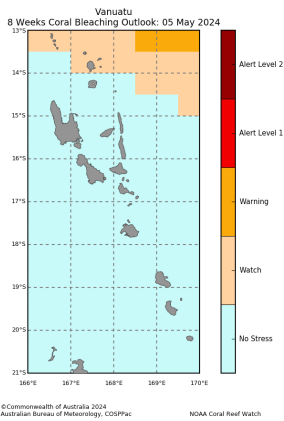 Vanuatu
8 Weeks Coral Bleaching Outlook: 05 May 2024
13°S
14°S
15°S
16°S
17°S
18°S
19°S
20°S
21°S
166°E 167°E 168°E 169°E 170°E
Alert Level 2
Alert Level 1
Warning
Watch
No Stress
©Commonwealth of Australia 2024
Australian Bureau of Meteorology, COSPPac NOAA Coral Reef Watch